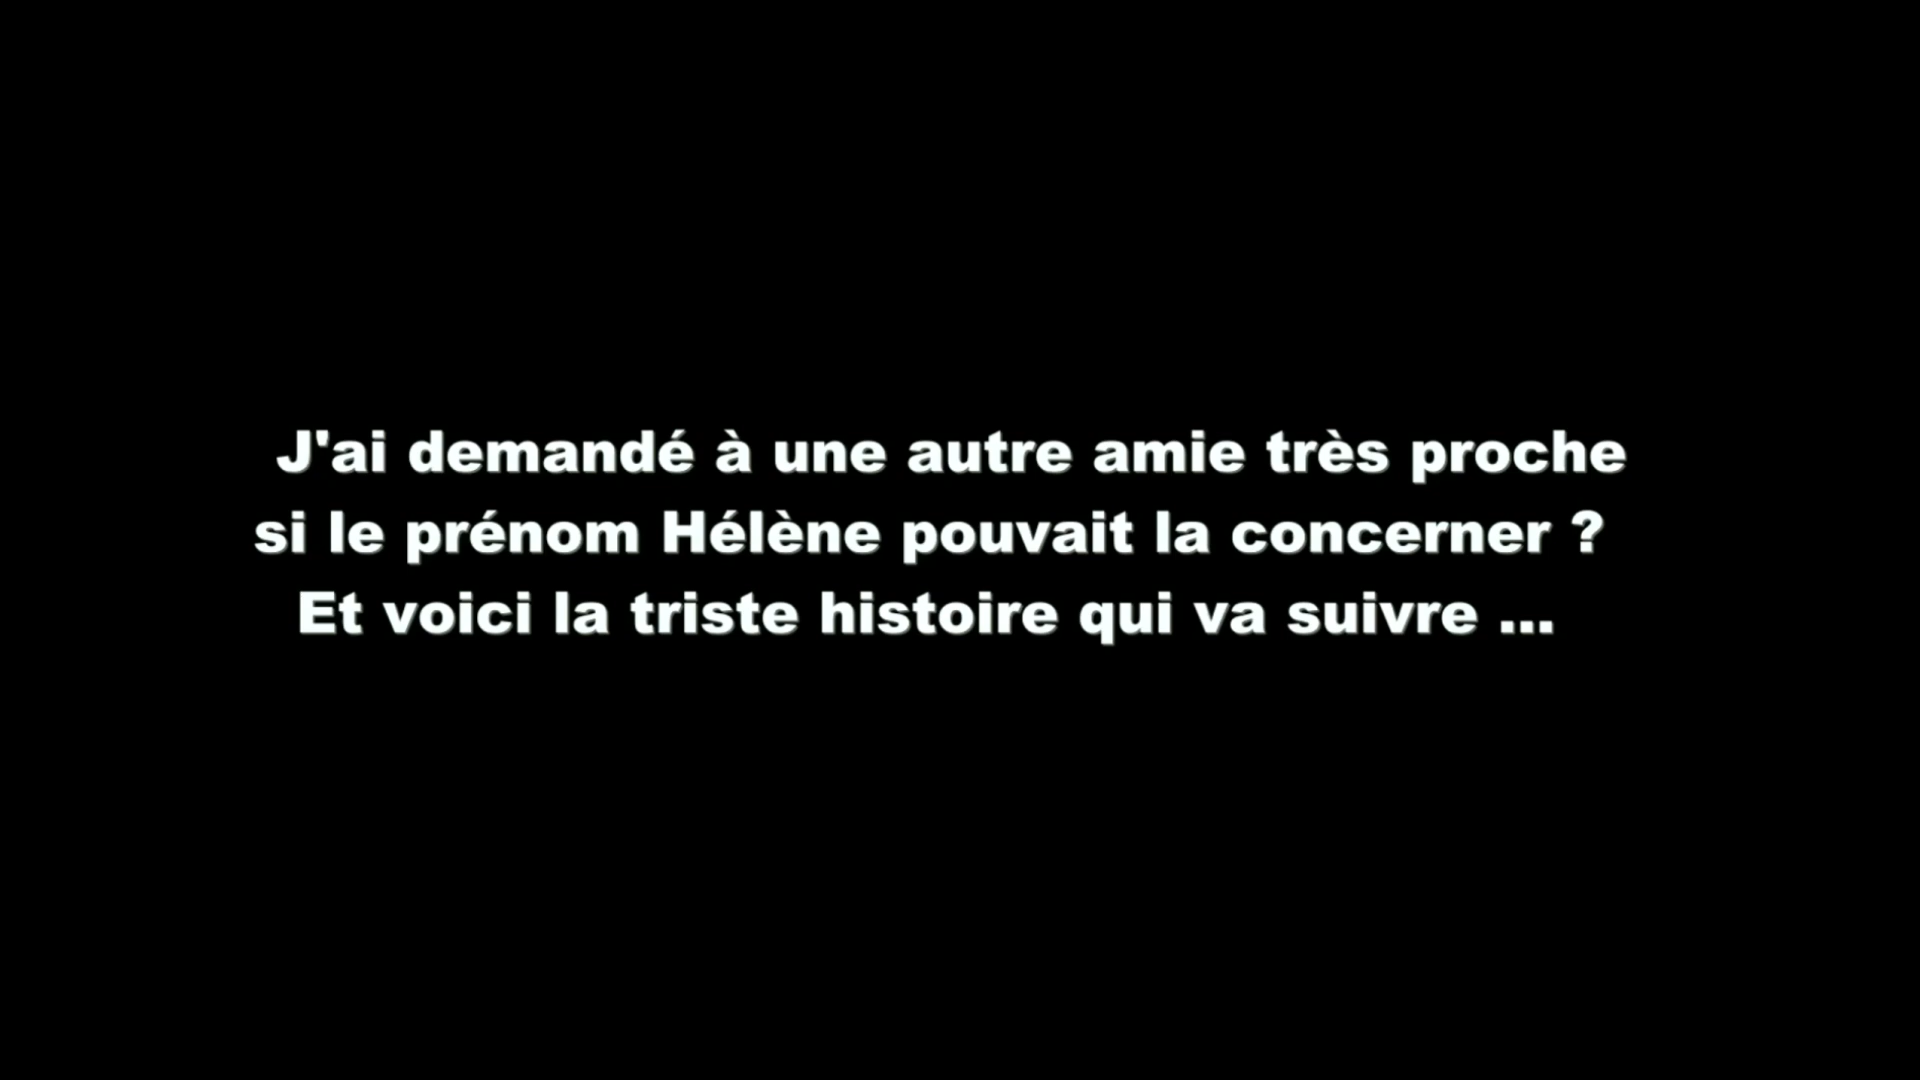 J'ai demandé à une autre amie très proche
si le prénom Hélène pouvait la concerner ?
Et voici la triste histoire qui va suivre ...